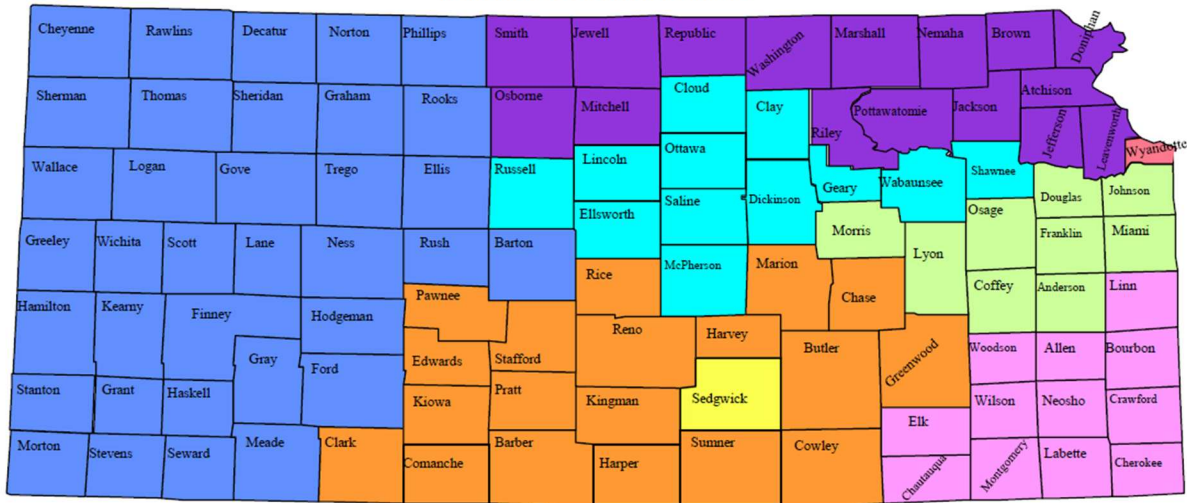 Cheyenne
Rawlins
Decatur
Norton
Phillips
Smith
Jewell
Republic
Washington
Marshall
Nemaha
Brown
Doniphan
Sherman
Thomas
Sheridan
Graham
Rooks
Osborne
Mitchell
Cloud
Clay
Riley
Pottawatomie
Jackson
Atchison
Jefferson
Leavenworth
Wyandotte
Wallace
Logan
Gove
Trego
Ellis
Russell
Lincoln
Ottawa
Saline
Dickinson
Geary
Wabaunsee
Shawnee
Douglas
Johnson
Ellsworth
Morris
Osage
Franklin
Miami
Greeley
Wichita
Scott
Lane
Ness
Rush
Barton
Rice
McPherson
Marion
Chase
Lyon
Coffey
Anderson
Linn
Hamilton
Kearny
Finney
Hodgeman
Pawnee
Stafford
Reno
Harvey
Butler
Greenwood
Woodson
Allen
Bourbon
Gray
Ford
Edwards
Stanton
Grant
Haskell
Kiowa
Pratt
Kingman
Sedgwick
Elk
Wilson
Neosho
Crawford
Morton
Stevens
Seward
Meade
Clark
Comanche
Barber
Harper
Sumner
Cowley
Chautauqua
Montgomery
Labette
Cherokee